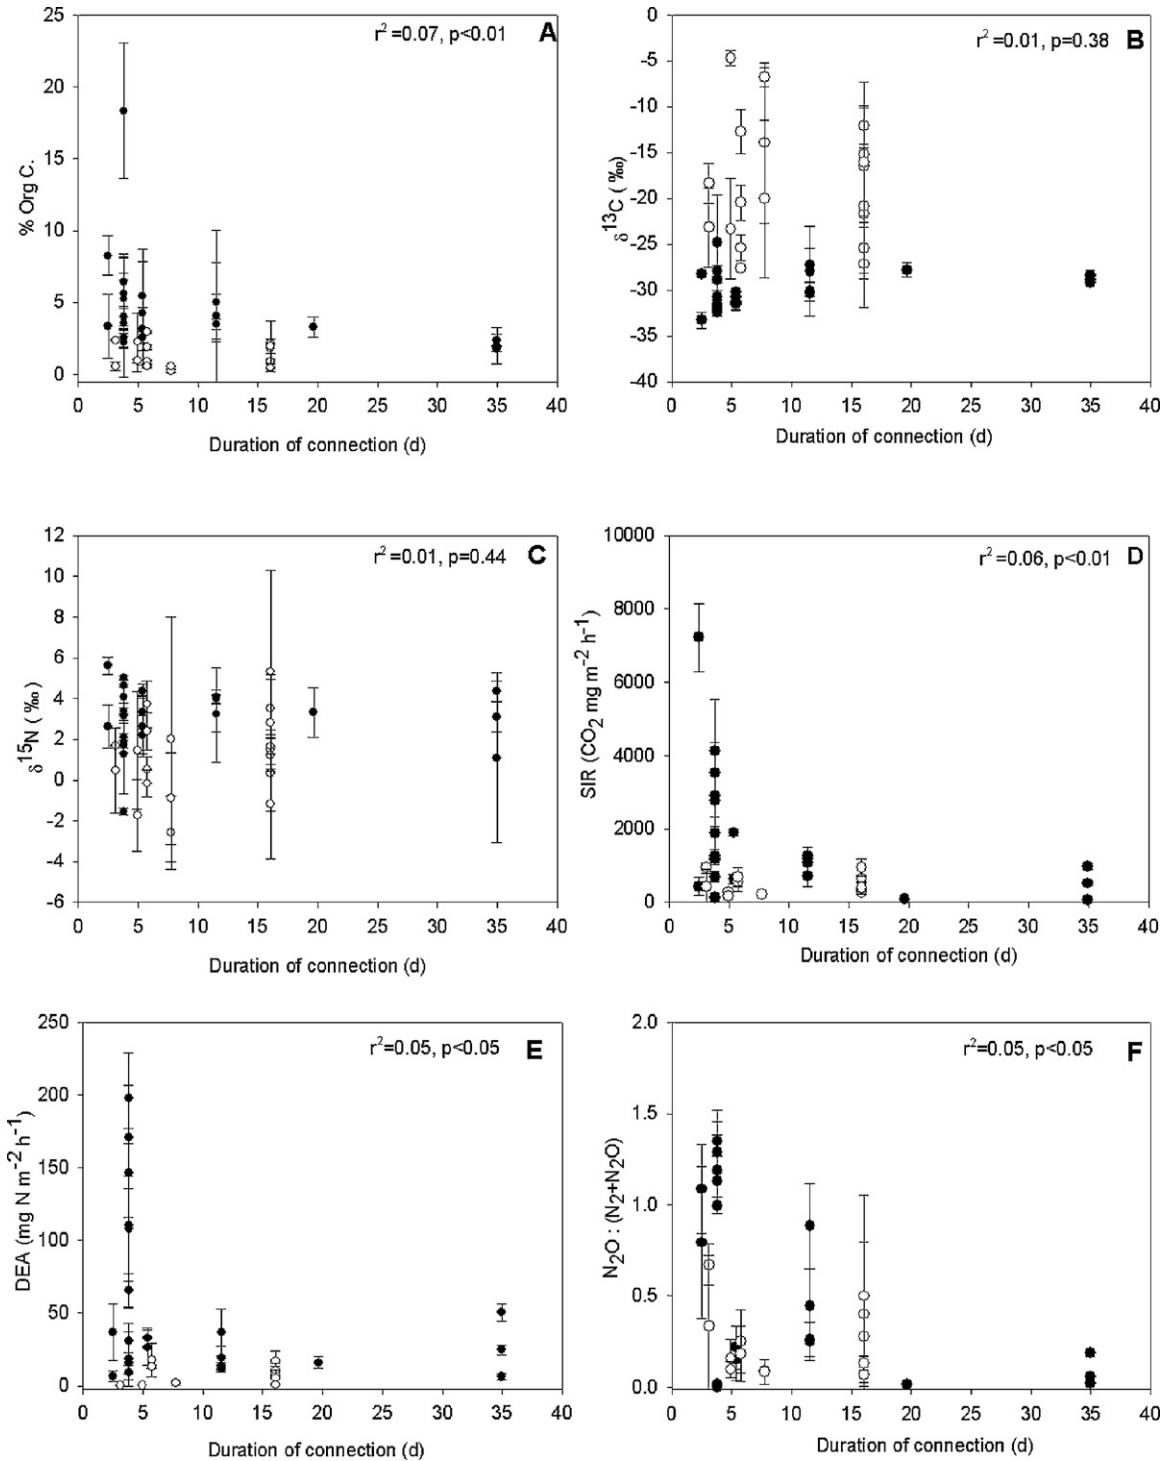 r² =0.07, p<0.01 A
25
20
15
10
5
0
% Org C.
0 5 10 15 20 25 30 35 40
Duration of connection (d)
r² =0.01, p=0.38 B
0
-5
-10
-15
-20
-25
-30
-35
-40
δ¹³C ( ‰)
0 5 10 15 20 25 30 35 40
Duration of connection (d)
r² =0.01, p=0.44 C
12
10
8
6
4
2
0
-2
-4
-6
δ¹⁵N ( ‰)
0 5 10 15 20 25 30 35 40
Duration of connection (d)
r² =0.06, p<0.01 D
10000
8000
6000
4000
2000
0
SIR (CO₂ mg m⁻² h⁻¹)
0 5 10 15 20 25 30 35 40
Duration of connection (d)
r²=0.05, p<0.05 E
250
200
150
100
50
0
DEA (mg N m⁻² h⁻¹)
0 5 10 15 20 25 30 35 40
Duration of connection (d)
r²=0.05, p<0.05 F
2.0
1.5
1.0
0.5
0.0
N₂O : (N₂+N₂O)
0 5 10 15 20 25 30 35 40
Duration of connection (d)